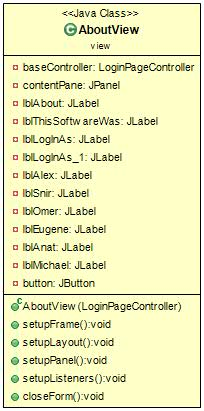 <<Java Class>>
AboutView
view
baseController: LoginPageController
contentPane: JPanel
lblAbout: JLabel
lblThisSoftwareWas: JLabel
lblLogInAs: JLabel
lblLogInAs_1: JLabel
lblAlex: JLabel
lblSnir: JLabel
lblOmer: JLabel
lblEugene: JLabel
lblAnat: JLabel
lblMichael: JLabel
button: JButton
AboutView(LoginPageController)
setupFrame():void
setupLayout():void
setupPanel():void
setupListeners():void
closeForm():void